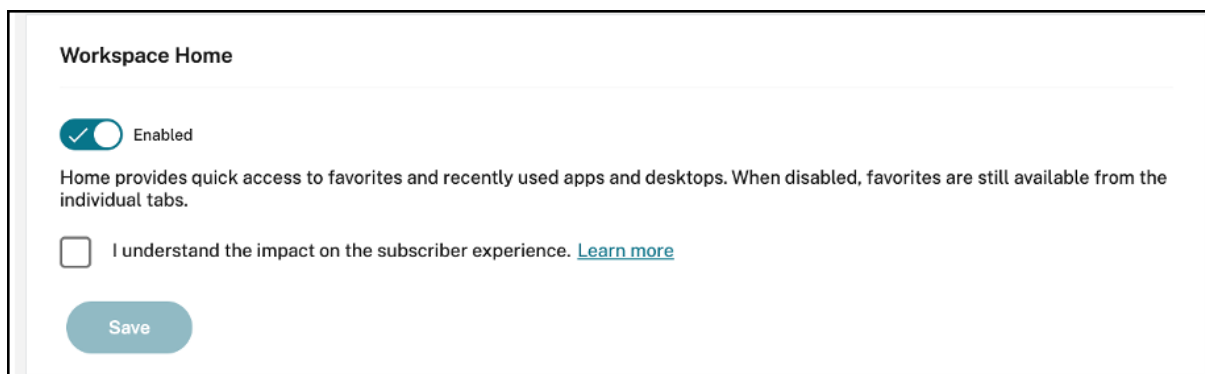 Workspace Home
Enabled
Home provides quick access to favorites and recently used apps and desktops. When disabled, favorites are still available from the
individual tabs.
I understand the impact on the subscriber experience. Learn more
Save